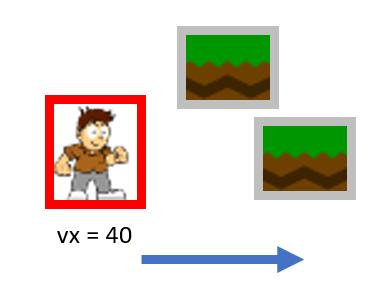 vx = 40